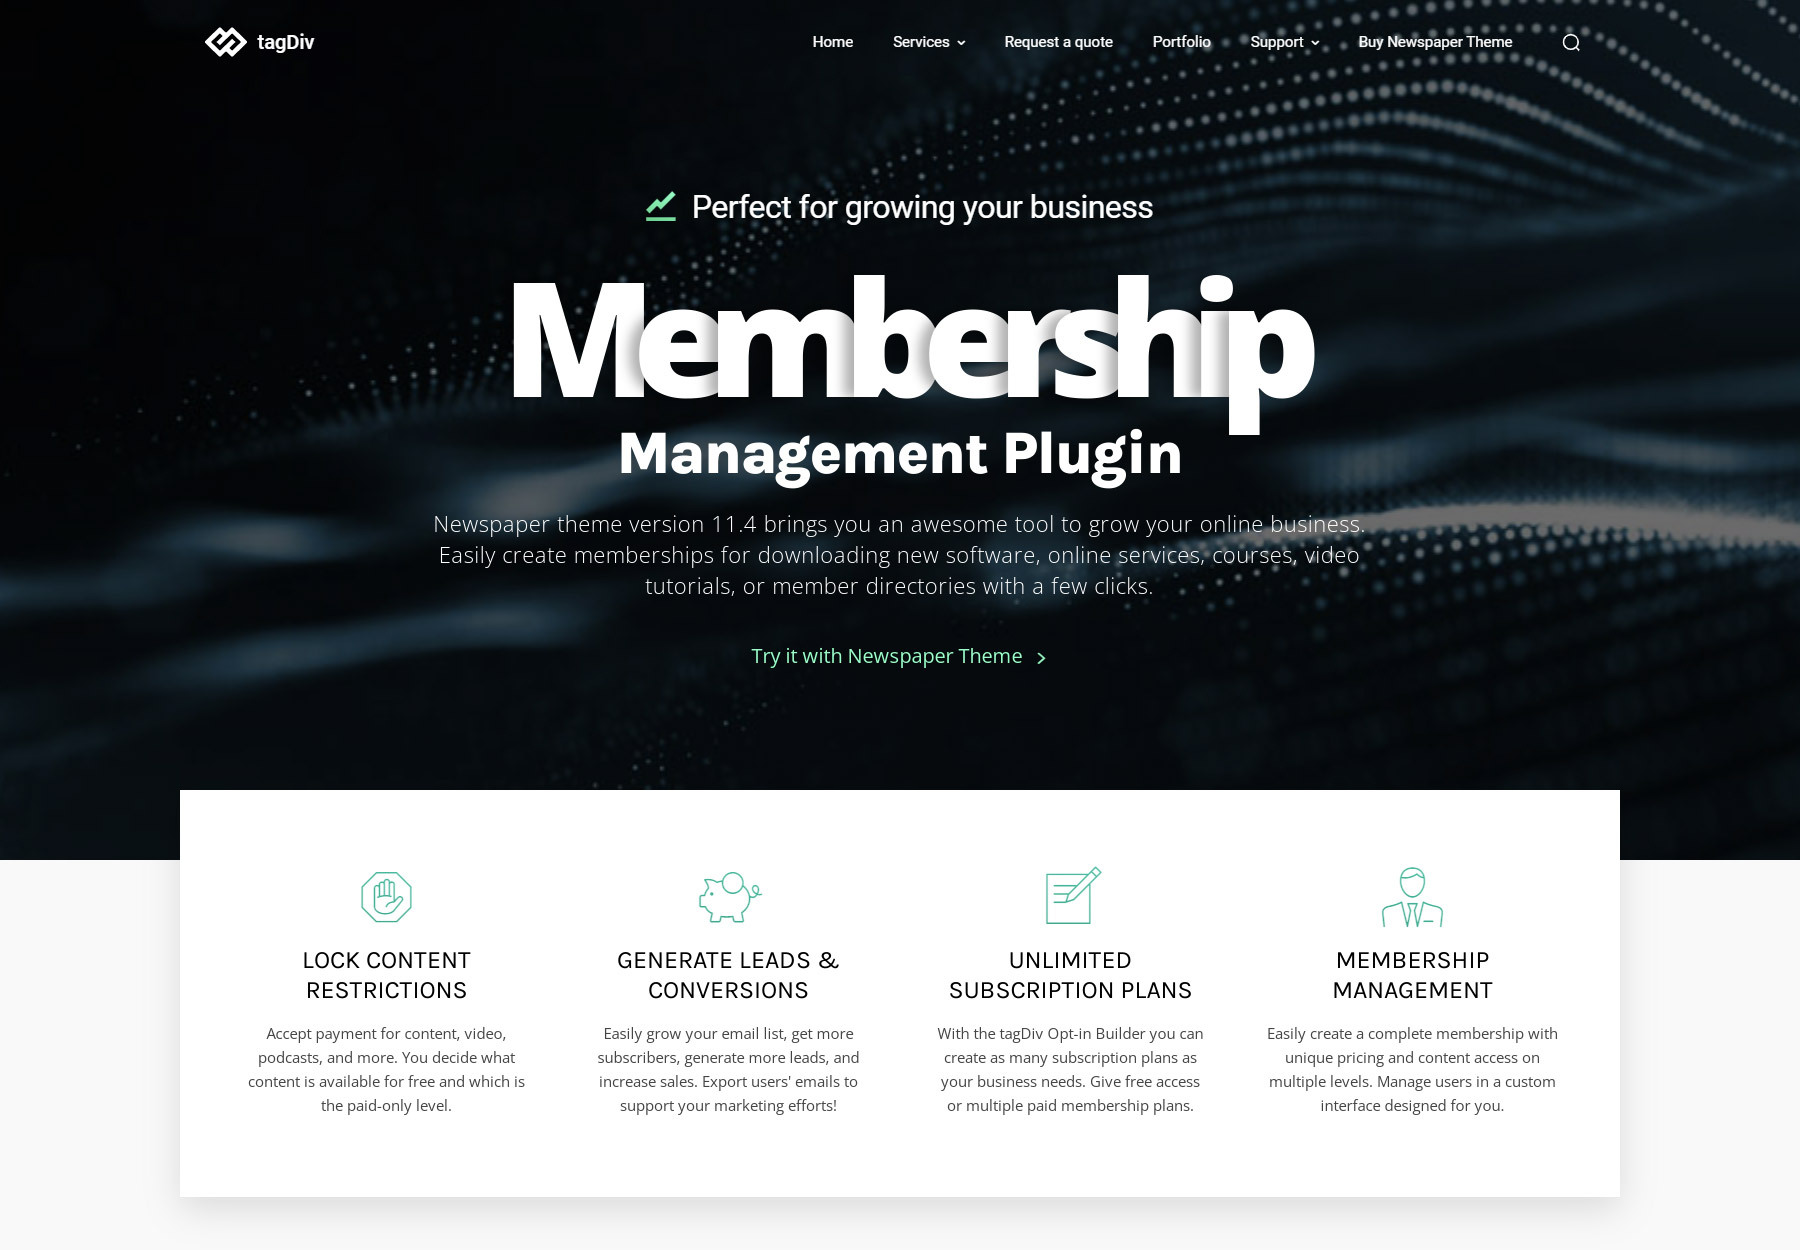 tagDiv
Home Services Request a quote Portfolio Support Buy Newspaper Theme
Perfect for growing your business
Membership
Management Plugin
Newspaper theme version 11.4 brings you an awesome tool to grow your online business.
Easily create memberships for downloading new software, online services, courses, video
tutorials, or member directories with a few clicks.
Try it with Newspaper Theme
LOCK CONTENT
RESTRICTIONS
Accept payment for content, video,
podcasts, and more. You decide what
content is available for free and which is
the paid-only level.
GENERATE LEADS &
CONVERSIONS
Easily grow your email list, get more
subscribers, generate more leads, and
increase sales. Export users' emails to
support your marketing efforts!
UNLIMITED
SUBSCRIPTION PLANS
With the tagDiv Opt-in Builder you can
create as many subscription plans as
your business needs. Give free access
or multiple paid membership plans.
MEMBERSHIP
MANAGEMENT
Easily create a complete membership with
unique pricing and content access on
multiple levels. Manage users in a custom
interface designed for you.